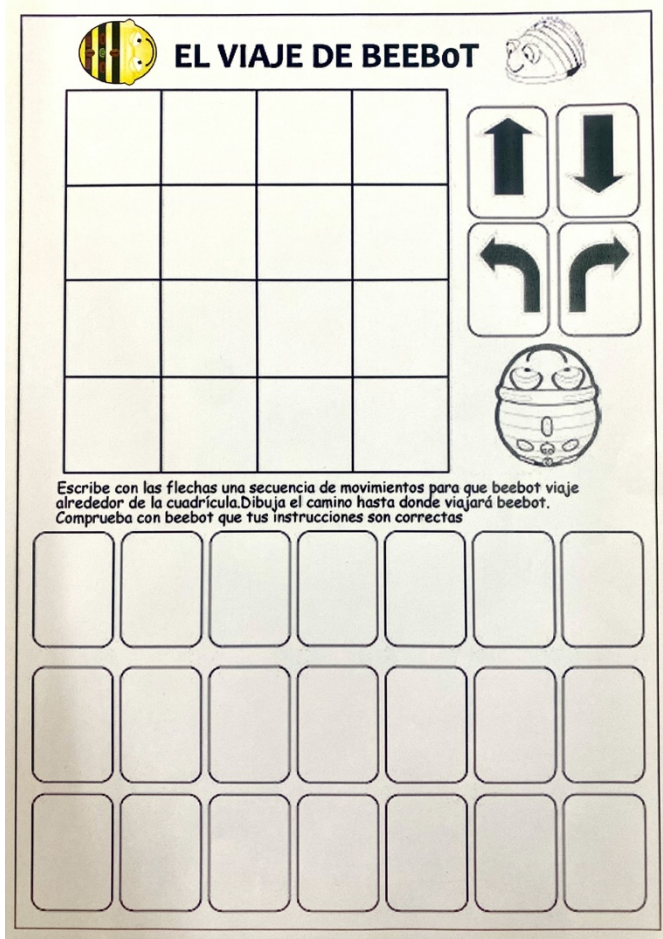 EL VIAJE DE BEEBoT
Escribe con las flechas una secuencia de movimientos para que beebot viaje
alrededor de la cuadrícula.Dibuja el camino hasta donde viajará beebot.
Comprueba con beebot que tus instrucciones son correctas